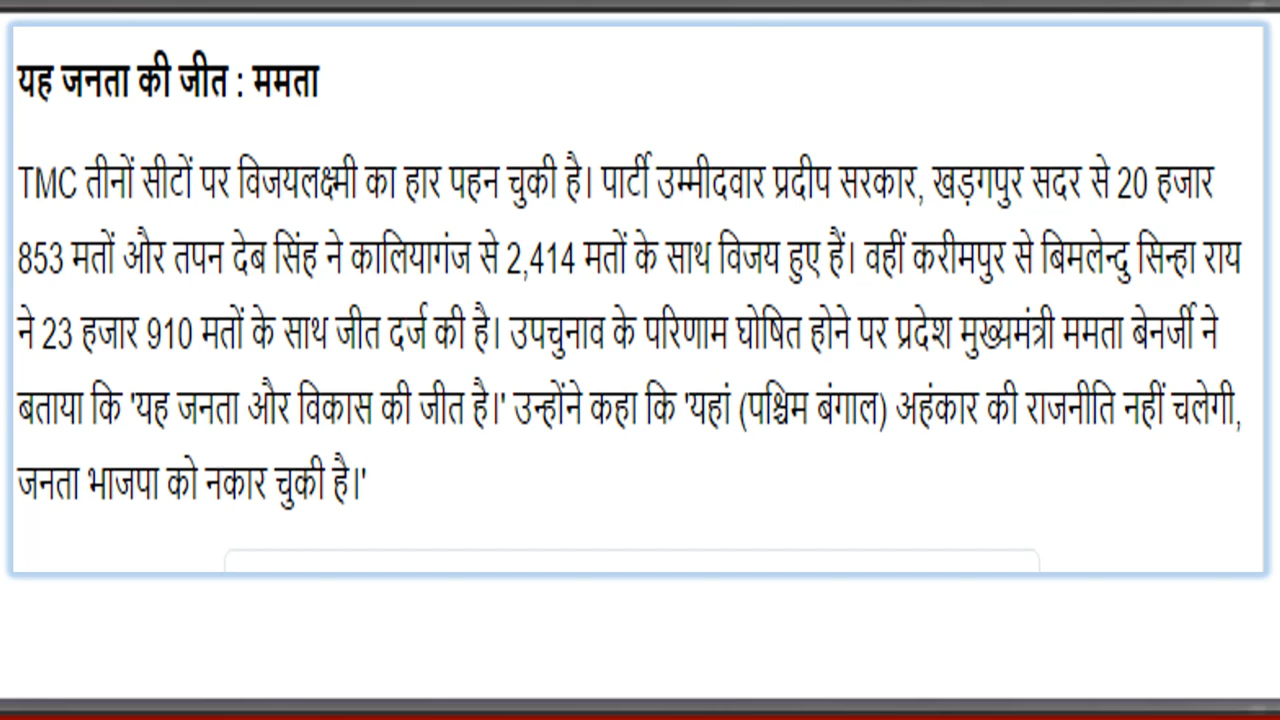 यह जनता की जीत : ममता
TMC तीनों सीटों पर विजयलक्ष्मी का हार पहन चुकी है। पार्टी उम्मीदवार प्रदीप सरकार, खड़गपुर सदर से 20 हजार
853 मतों और तपन देब सिंह ने कालियागंज से 2,414 मतों के साथ विजय हुए हैं। वहीं करीमपुर से बिमलेन्दु सिन्हा राय
ने 23 हजार 910 मतों के साथ जीत दर्ज की है। उपचुनाव के परिणाम घोषित होने पर प्रदेश मुख्यमंत्री ममता बेनर्जी ने
बताया कि 'यह जनता और विकास की जीत है।' उन्होंने कहा कि 'यहां (पश्चिम बंगाल) अहंकार की राजनीति नहीं चलेगी,
जनता भाजपा को नकार चुकी है।'